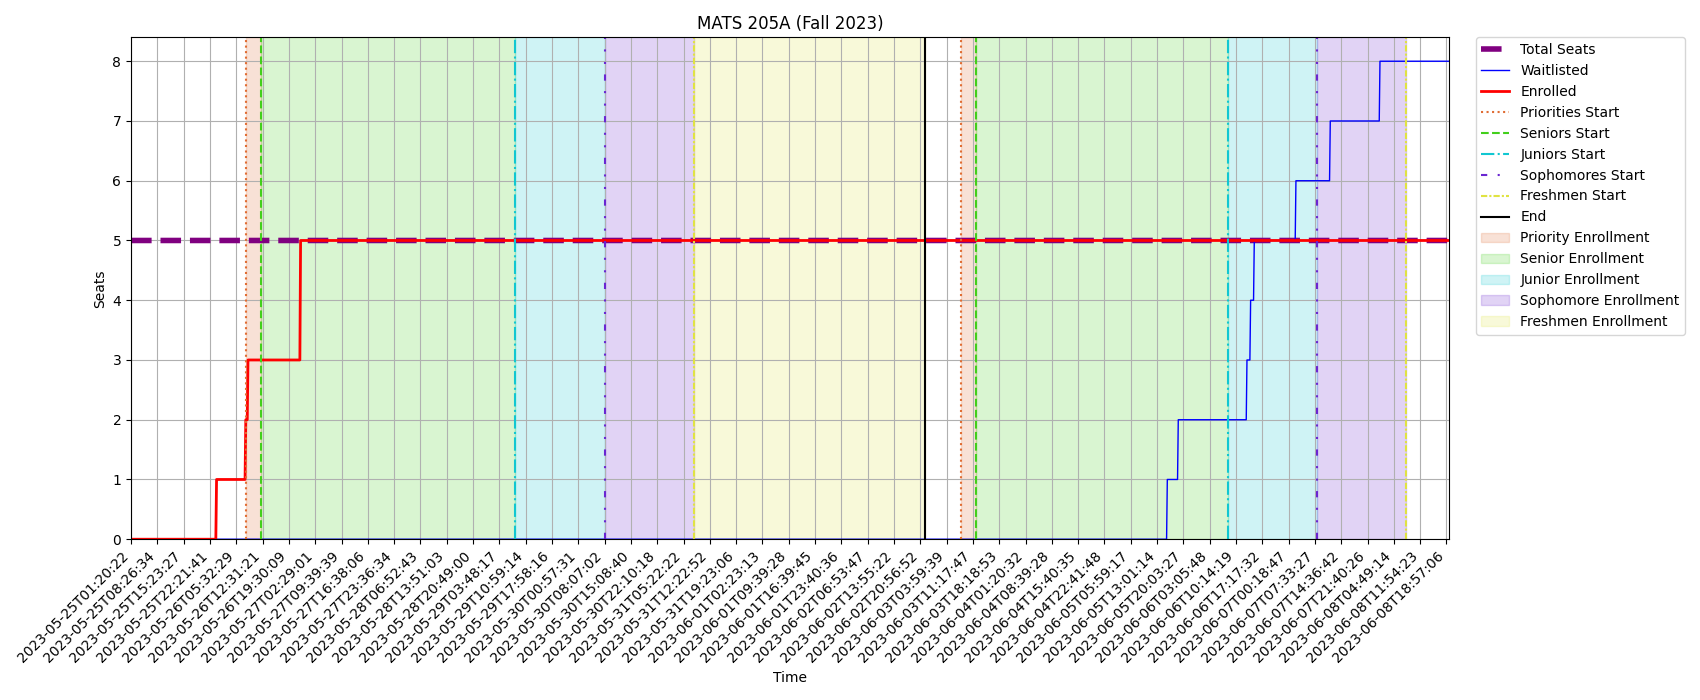 MATS 205A (Fall 2023)
Seats
8
7
6
5
4
3
2
1
0
2023-05-25T01:20:22
2023-05-25T08:26:34
2023-05-25T15:23:27
2023-05-25T22:21:41
2023-05-26T05:32:29
2023-05-26T12:31:21
2023-05-26T19:30:09
2023-05-27T02:29:01
2023-05-27T09:39:39
2023-05-27T16:38:06
2023-05-27T23:36:34
2023-05-28T06:52:43
2023-05-28T13:51:03
2023-05-28T20:49:00
2023-05-29T03:48:17
2023-05-29T10:59:14
2023-05-29T17:58:16
2023-05-30T00:57:31
2023-05-30T08:07:02
2023-05-30T15:08:40
2023-05-30T22:10:18
2023-05-31T05:22:22
2023-05-31T12:22:52
2023-05-31T19:23:06
2023-06-01T02:23:13
2023-06-01T09:39:28
2023-06-01T16:39:45
2023-06-01T23:40:36
2023-06-02T06:53:47
2023-06-02T13:55:22
2023-06-02T20:56:52
2023-06-03T03:59:39
2023-06-03T11:17:47
2023-06-03T18:18:53
2023-06-04T01:20:32
2023-06-04T08:39:28
2023-06-04T15:40:35
2023-06-04T22:41:48
2023-06-05T05:59:17
2023-06-05T13:01:14
2023-06-05T20:03:27
2023-06-06T03:05:48
2023-06-06T10:14:19
2023-06-06T17:17:32
2023-06-07T00:18:47
2023-06-07T07:33:27
2023-06-07T14:36:42
2023-06-07T21:40:26
2023-06-08T04:49:14
2023-06-08T11:54:23
2023-06-08T18:57:06
Time
Total Seats
Waitlisted
Enrolled
Priorities Start
Seniors Start
Juniors Start
Sophomores Start
Freshmen Start
End
Priority Enrollment
Senior Enrollment
Junior Enrollment
Sophomore Enrollment
Freshmen Enrollment